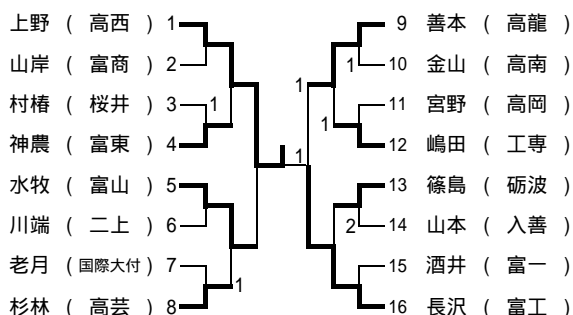 上野 ( 高西 ) 1
山岸 ( 富商 ) 2
村椿 ( 桜井 ) 3
1
神農 ( 富東 ) 4
水牧 ( 富山 ) 5
川端 ( 二上 ) 6
老月 ( 国際大付 ) 7
1
杉林 ( 高芸 ) 8
1
1
9 善本 ( 高龍 )
1
10 金山 ( 高南 )
11 宮野 ( 高岡 )
1
12 嶋田 ( 工専 )
13 篠島 ( 砺波 )
2
14 山本 ( 入善 )
15 酒井 ( 富一 )
16 長沢 ( 富工 )